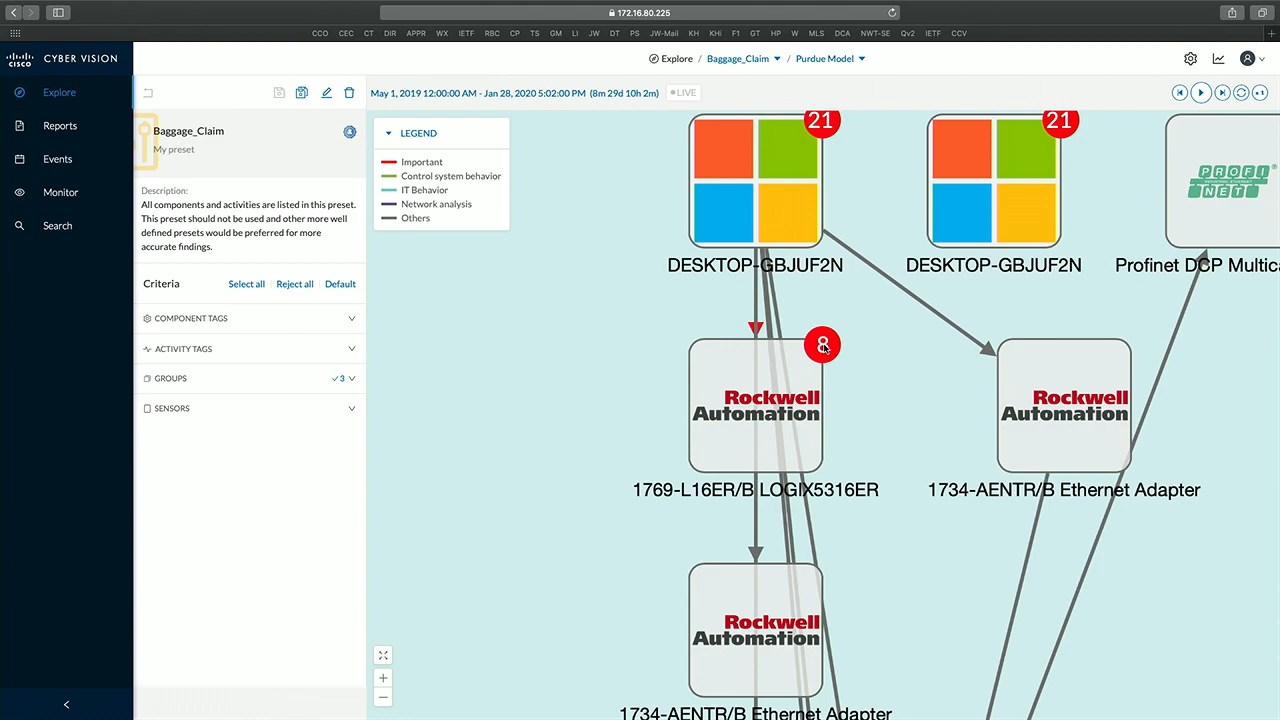 172.16.80.225
CCO CEC CT DIR APPR WX IETF RBC CP TS GM LI JW DT PS JW-Mail KH KHi F1 GT HP W MLS DCA NWT-SE Qv2 IETF CCV
CISCO
CYBER VISION
Explore / Baggage_Claim / Purdue Model
Explore
Reports
Events
Monitor
Search
May 1, 2019 12:00:00 AM - Jan 28, 2020 5:02:00 PM (8m 29d 10h 2m)
LIVE
Baggage_Claim
My preset
Description:
All components and activities are listed in this preset.
This preset should not be used and other more well
defined presets would be preferred for more
accurate findings.
Criteria Select all Reject all Default
COMPONENT TAGS
ACTIVITY TAGS
GROUPS 3
SENSORS
LEGEND
Important
Control system behavior
IT Behavior
Network analysis
Others
21
21
PROFI
NET
DESKTOP-GBJUF2N
DESKTOP-GBJUF2N
Profinet DCP Multica
8
Rockwell
Automation
Rockwell
Automation
1769-L16ER/B LOGIX5316ER
1734-AENTR/B Ethernet Adapter
Rockwell
Automation
1734-AENTR/B Ethernet Adapter